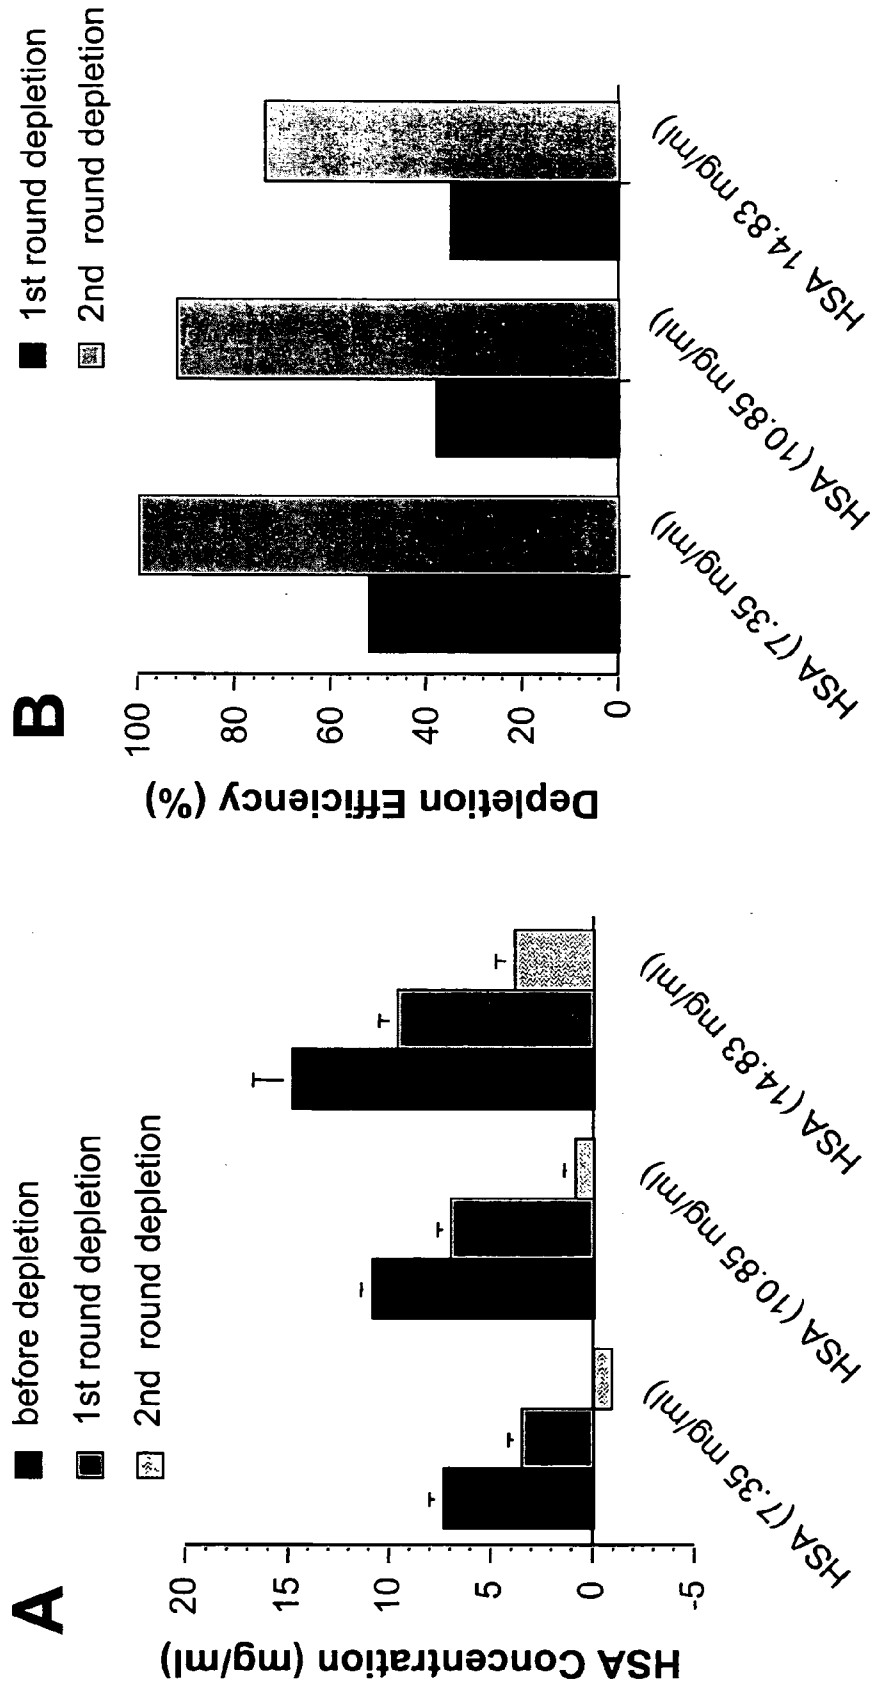 A
before depletion
1st round depletion
2nd round depletion
HSA Concentration (mg/ml)
20
15
10
5
0
-5
HSA (7.35 mg/ml)
HSA (10.85 mg/ml)
HSA (14.83 mg/ml)
B
1st round depletion
2nd round depletion
Depletion Efficiency (%)
100
80
60
40
20
0
HSA (7.35 mg/ml)
HSA (10.85 mg/ml)
HSA 14.83 mg/ml)